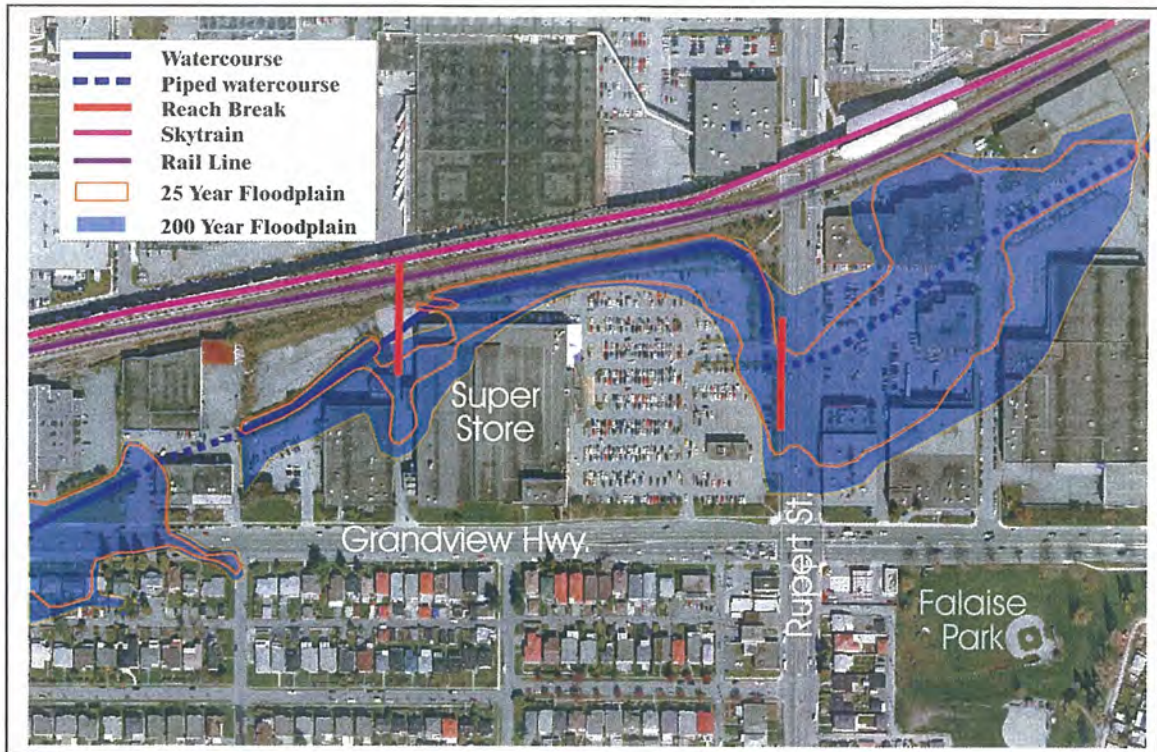 Watercourse
Piped watercourse
Reach Break
Skytrain
Rail Line
25 Year Floodplain
200 Year Floodplain
Super
Store
Grandview Hwy.
Rupert St.
Falaise
Park